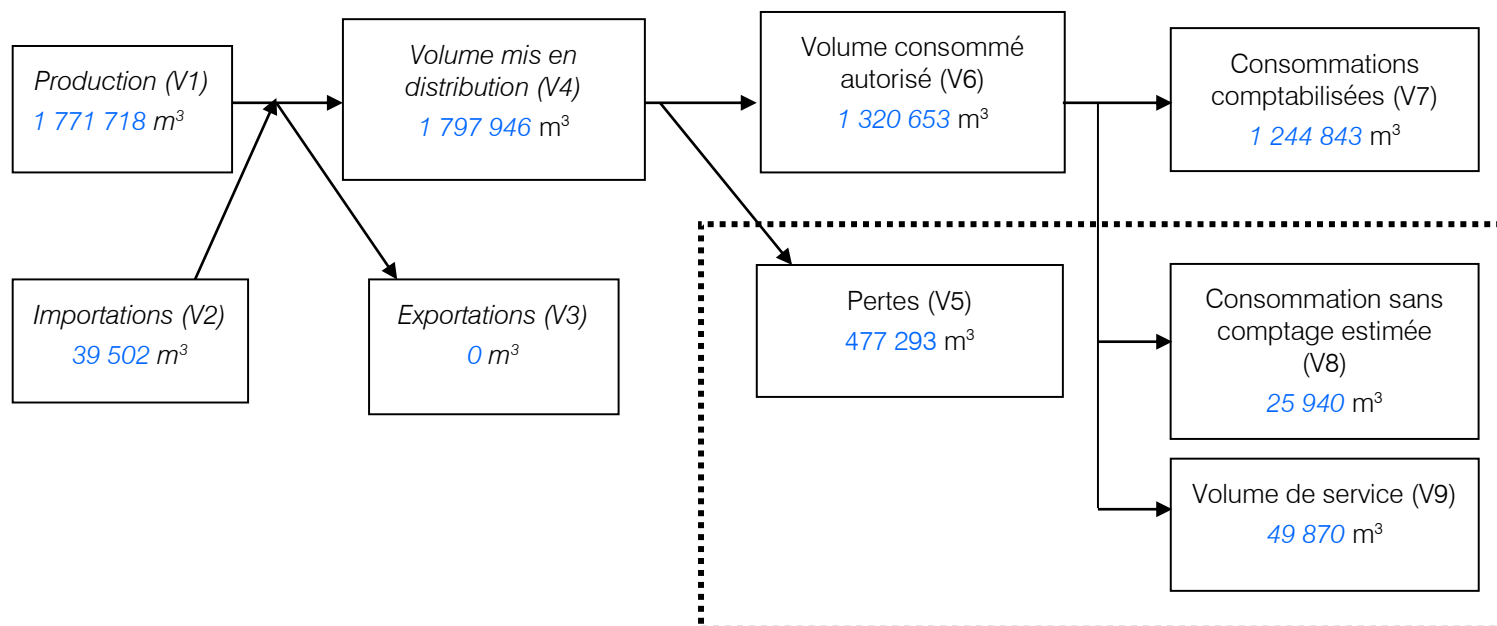 Production (V1)
1 771 718 m³
Volume mis en
distribution (V4)
1 797 946 m³
Volume consommé
autorisé (V6)
1 320 653 m³
Consommations
comptabilisées (V7)
1 244 843 m³
Importations (V2)
39 502 m³
Exportations (V3)
0 m³
Pertes (V5)
477 293 m³
Consommation sans
comptage estimée
(V8)
25 940 m³
Volume de service (V9)
49 870 m³